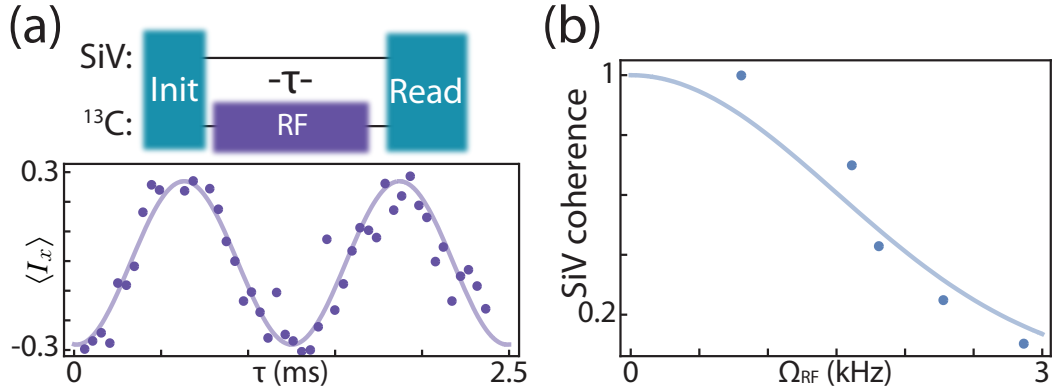 (a)
SiV:
Init
-τ-
Read
¹³C:
RF
0.3
⟨Iₓ⟩
-0.3
0
τ (ms)
2.5
(b)
1
SiV coherence
0.2
0
Ω_RF (kHz)
3